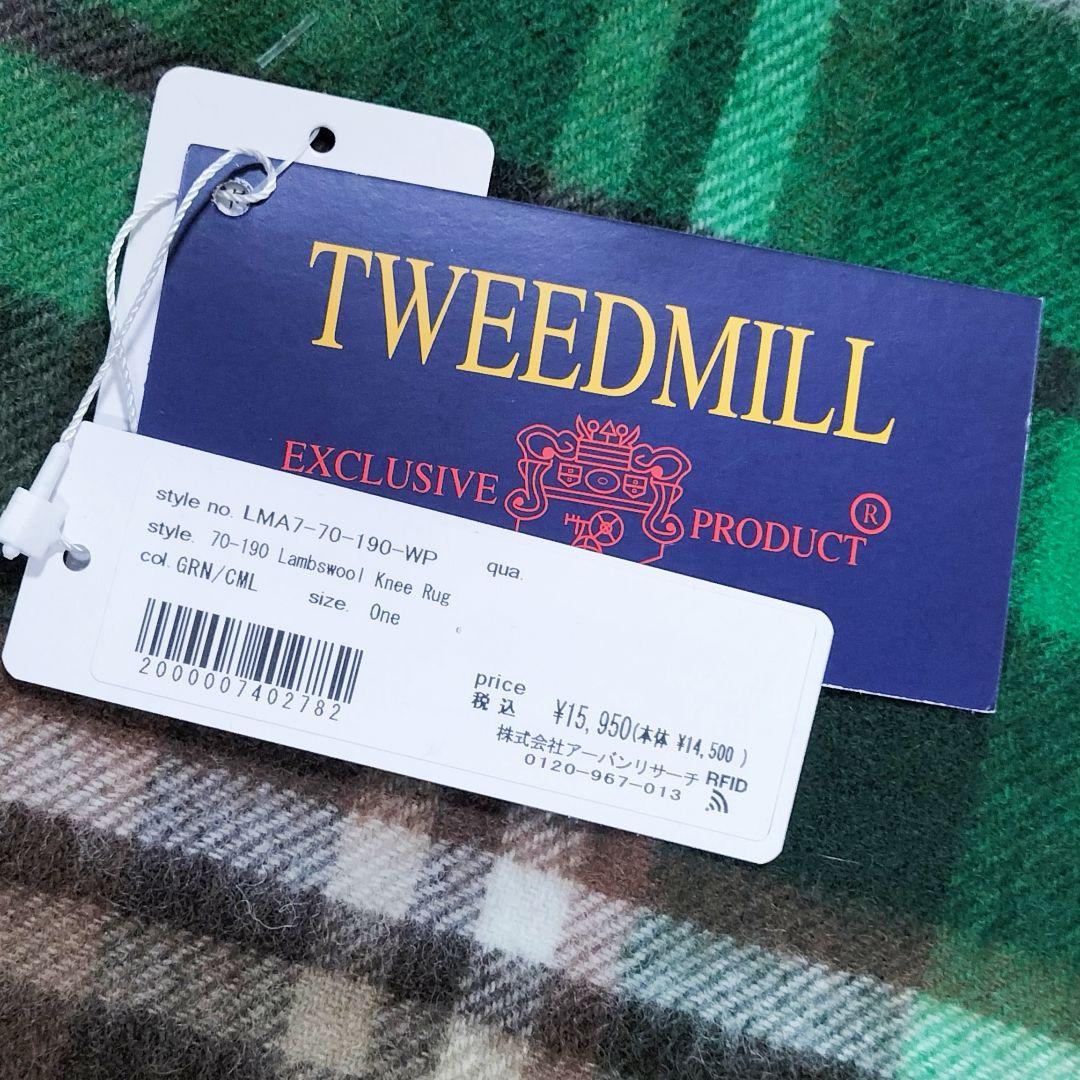 TWEEDMILL
EXCLUSIVE PRODUCT ®
style no. LMA7-70-190-WP
style. 70-190 Lambswool Knee Rug qua.
col. GRN/CML size. One
2000007402782
price
税込 ¥15,950(本体 ¥14,500 )
株式会社アーバンリサーチ RFID
0120-967-013